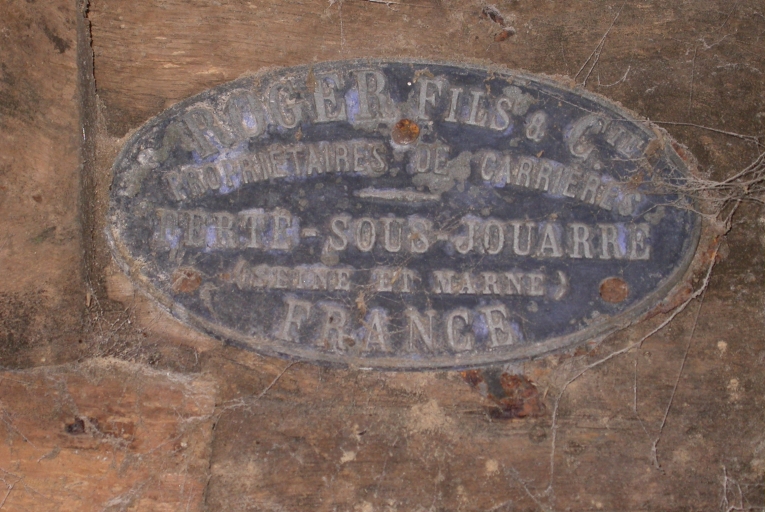 ROGER FILS & Cie
PROPRIETAIRES DE CARRIERES
FERTE-SOUS-JOUARRE
(SEINE ET MARNE)
FRANCE